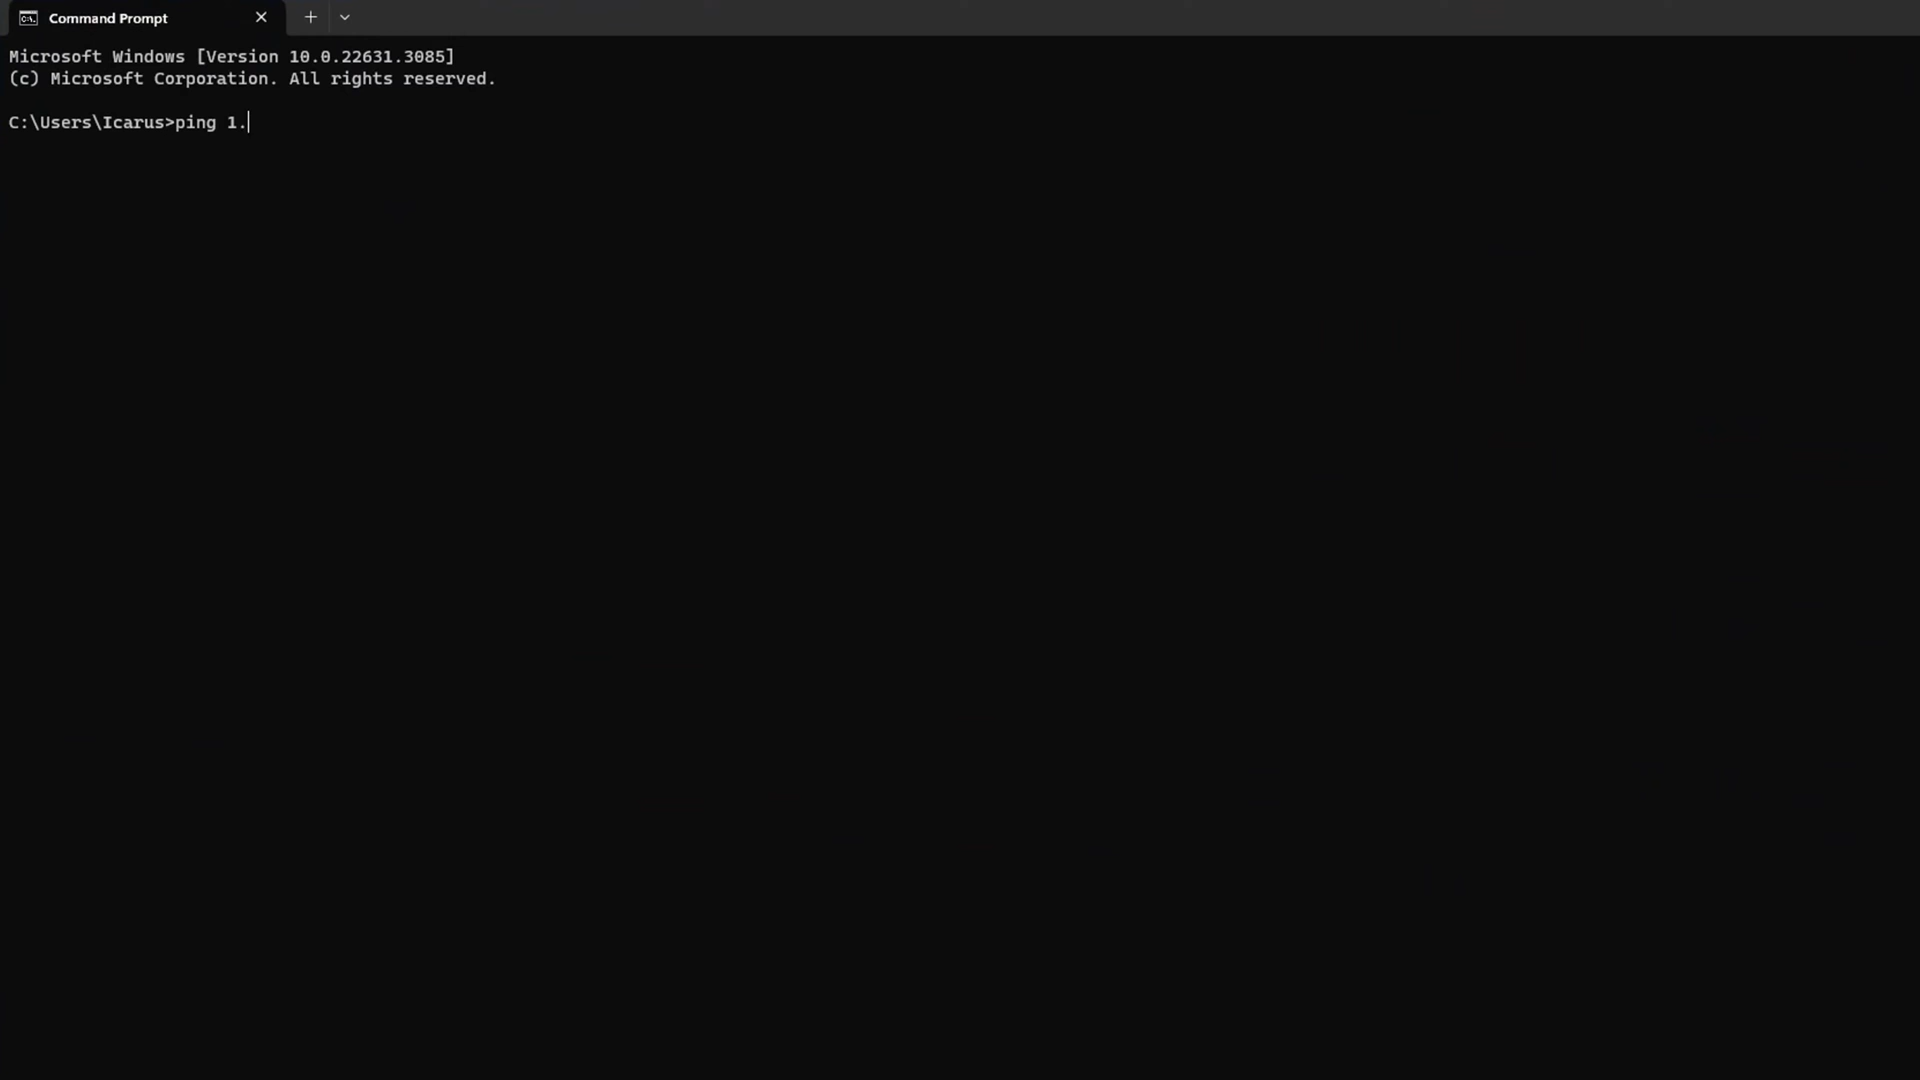 Command Prompt
Microsoft Windows [Version 10.0.22631.3085]
(c) Microsoft Corporation. All rights reserved.
C:\Users\Icarus>ping 1.